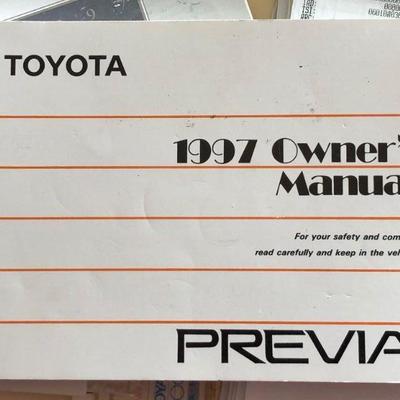 TOYOTA
1997 Owner's
Manua
For your safety and com
read carefully and keep in the veh
PREVIA